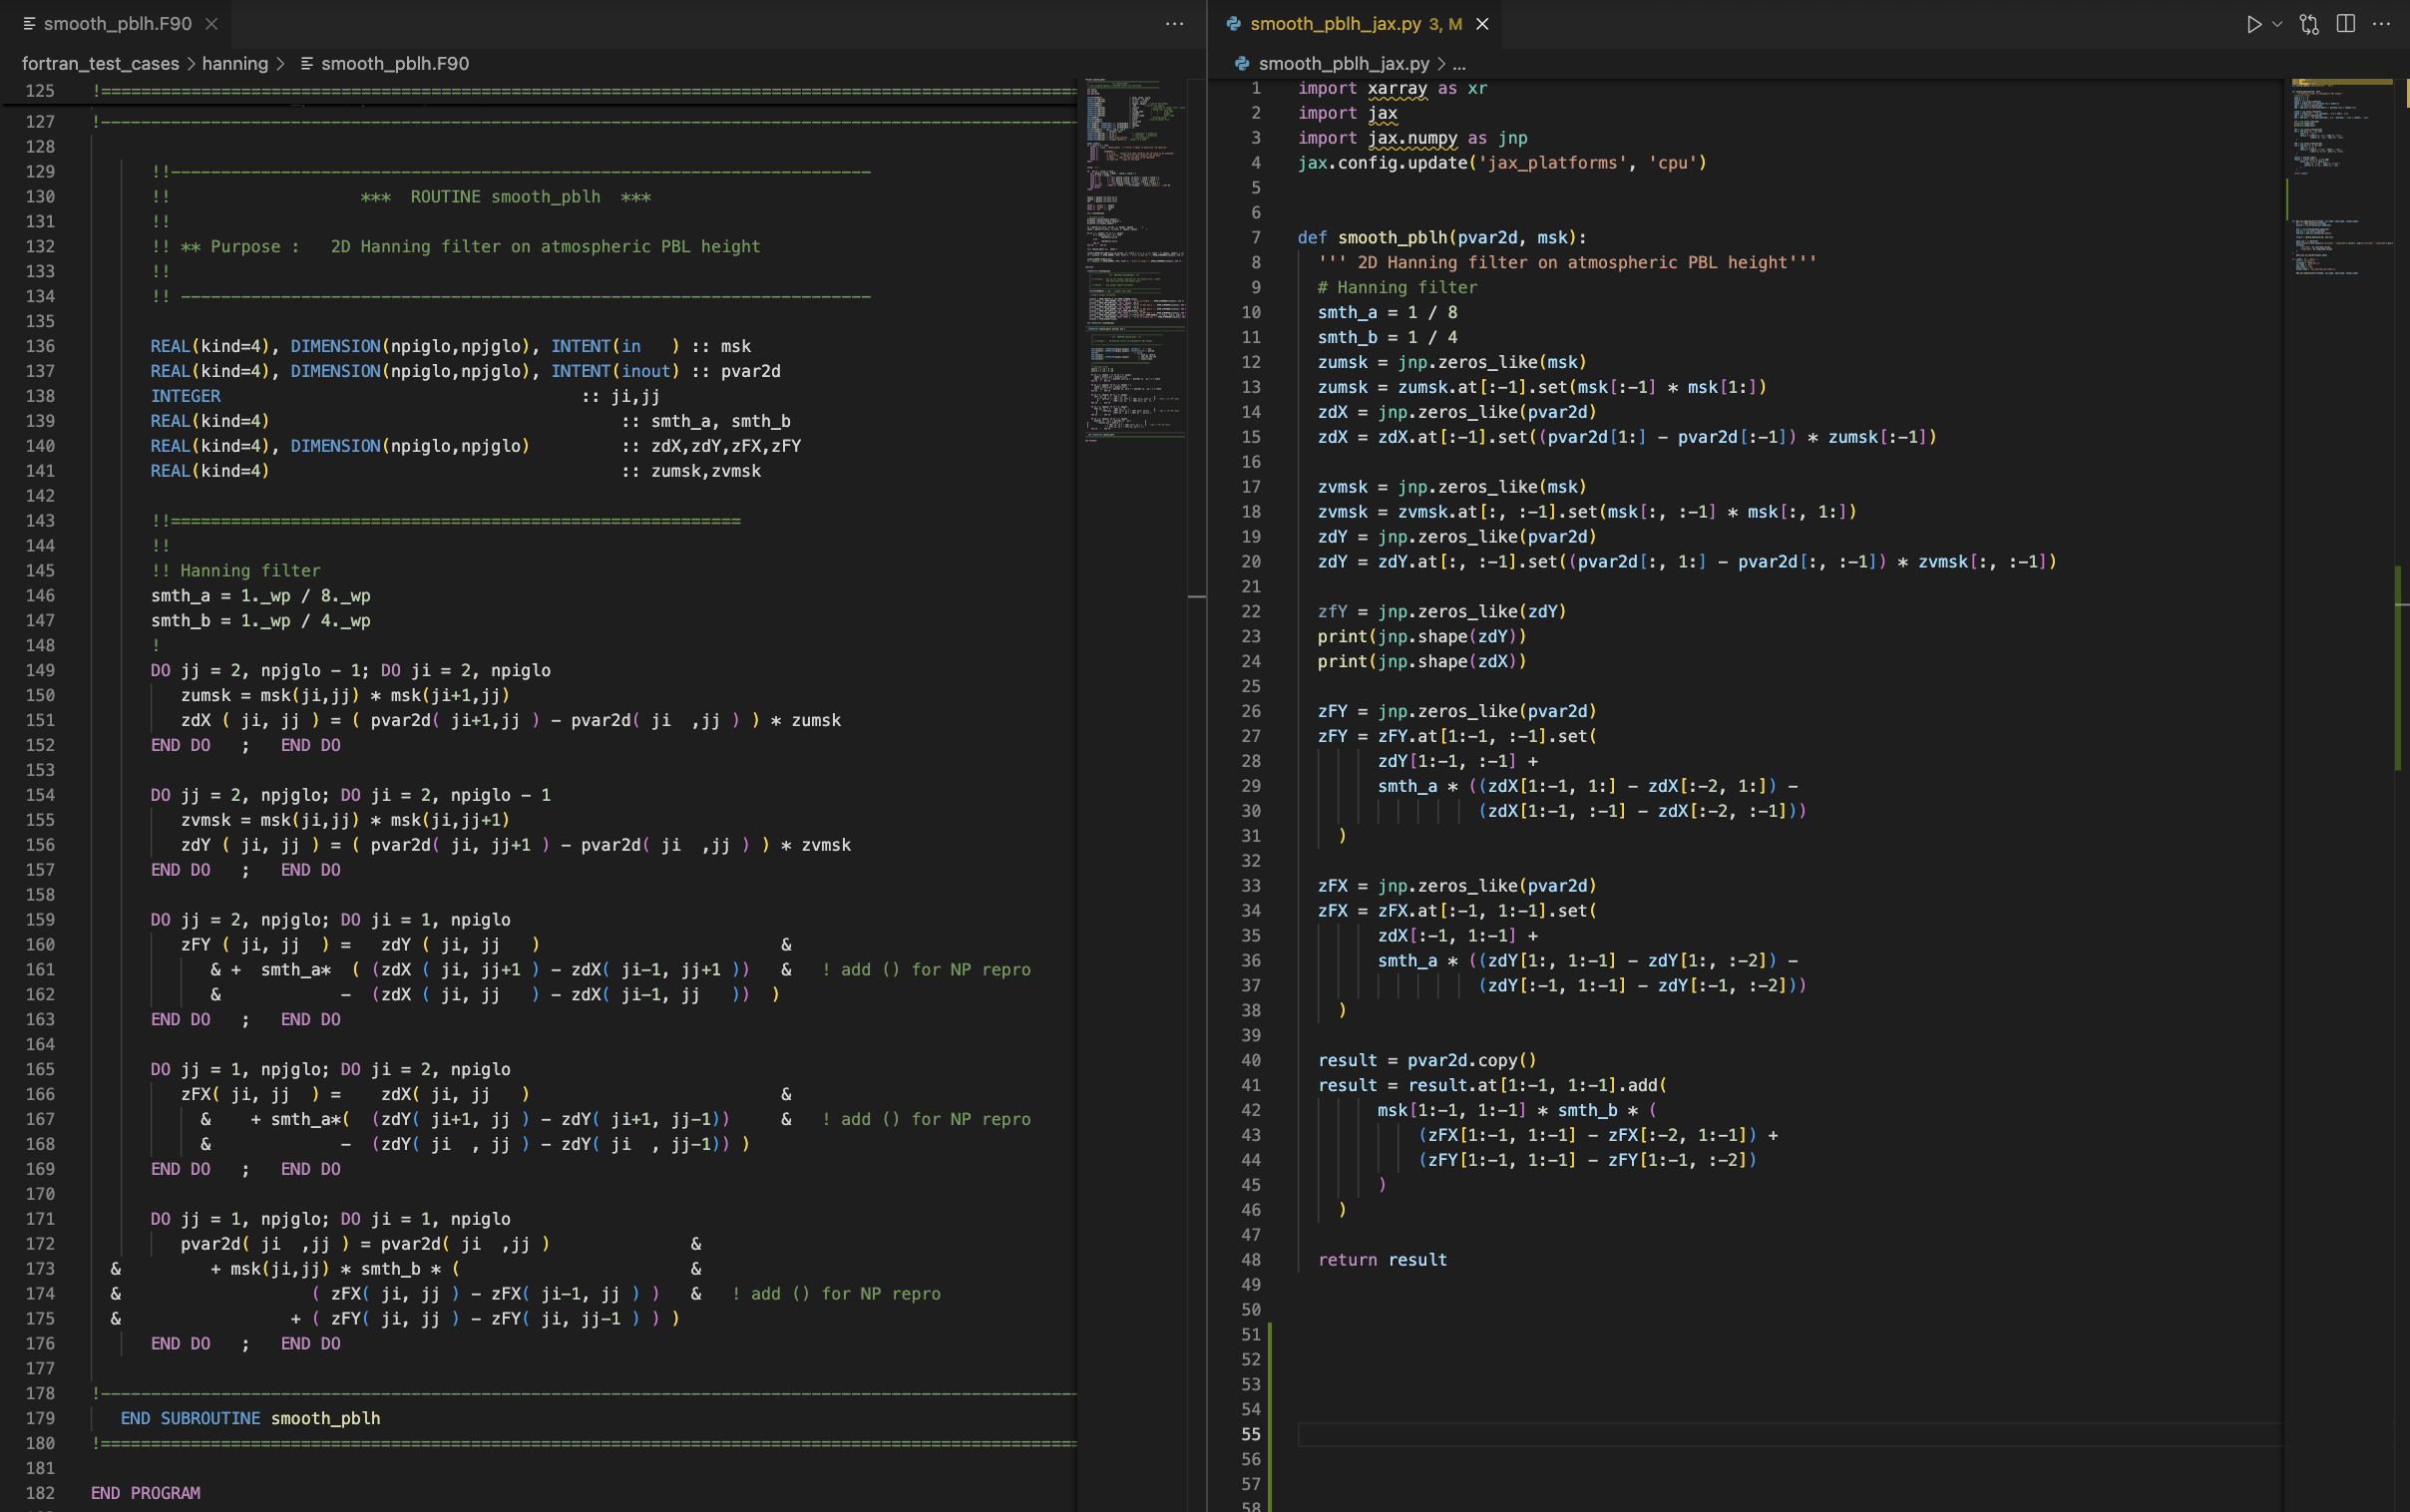 smooth_pblh.F90
fortran_test_cases > hanning > smooth_pblh.F90
125 !==================================================================================================
127 !--------------------------------------------------------------------------------------------------
128
129 !!----------------------------------------------------------------------
130 !!                   ***  ROUTINE smooth_pblh  ***
131 !!
132 !! ** Purpose :   2D Hanning filter on atmospheric PBL height
133 !!
134 !! ---------------------------------------------------------------------
135
136 REAL(kind=4), DIMENSION(npiglo,npjglo), INTENT(in   ) :: msk
137 REAL(kind=4), DIMENSION(npiglo,npjglo), INTENT(inout) :: pvar2d
138 INTEGER                                    :: ji,jj
139 REAL(kind=4)                                   :: smth_a, smth_b
140 REAL(kind=4), DIMENSION(npiglo,npjglo)         :: zdX,zdY,zFX,zFY
141 REAL(kind=4)                                   :: zumsk,zvmsk
142
143 !!=========================================================
144 !!
145 !! Hanning filter
146 smth_a = 1._wp / 8._wp
147 smth_b = 1._wp / 4._wp
148 !
149 DO jj = 2, npjglo - 1; DO ji = 2, npiglo
150    zumsk = msk(ji,jj) * msk(ji+1,jj)
151    zdX ( ji, jj ) = ( pvar2d( ji+1,jj ) - pvar2d( ji  ,jj ) ) * zumsk
152 END DO   ;   END DO
153
154 DO jj = 2, npjglo; DO ji = 2, npiglo - 1
155    zvmsk = msk(ji,jj) * msk(ji,jj+1)
156    zdY ( ji, jj ) = ( pvar2d( ji, jj+1 ) - pvar2d( ji  ,jj ) ) * zvmsk
157 END DO   ;   END DO
158
159 DO jj = 2, npjglo; DO ji = 1, npiglo
160    zFY ( ji, jj  ) =   zdY ( ji, jj   )                        &
161       & +  smth_a*  ( (zdX ( ji, jj+1 ) - zdX( ji-1, jj+1 ))   &   ! add () for NP repro
162       &            -  (zdX ( ji, jj   ) - zdX( ji-1, jj   ))  )
163 END DO   ;   END DO
164
165 DO jj = 1, npjglo; DO ji = 2, npiglo
166    zFX( ji, jj  ) =    zdX( ji, jj   )                         &
167      &    + smth_a*(  (zdY( ji+1, jj ) - zdY( ji+1, jj-1))     &   ! add () for NP repro
168      &             -  (zdY( ji  , jj ) - zdY( ji  , jj-1)) )
169 END DO   ;   END DO
170
171 DO jj = 1, npjglo; DO ji = 1, npiglo
172    pvar2d( ji  ,jj ) = pvar2d( ji  ,jj )              &
173 &         + msk(ji,jj) * smth_b * (                       &
174 &                   ( zFX( ji, jj ) - zFX( ji-1, jj ) )   &   ! add () for NP repro
175 &                 + ( zFY( ji, jj ) - zFY( ji, jj-1 ) ) )
176 END DO   ;   END DO
177
178 !--------------------------------------------------------------------------------------------------
179    END SUBROUTINE smooth_pblh
180 !==================================================================================================
181
182 END PROGRAM
smooth_pblh_jax.py 3, M
smooth_pblh_jax.py > ...
1 import xarray as xr
2 import jax
3 import jax.numpy as jnp
4 jax.config.update('jax_platforms', 'cpu')
5
6
7 def smooth_pblh(pvar2d, msk):
8   ''' 2D Hanning filter on atmospheric PBL height'''
9   # Hanning filter
10   smth_a = 1 / 8
11   smth_b = 1 / 4
12   zumsk = jnp.zeros_like(msk)
13   zumsk = zumsk.at[:-1].set(msk[:-1] * msk[1:])
14   zdX = jnp.zeros_like(pvar2d)
15   zdX = zdX.at[:-1].set((pvar2d[1:] - pvar2d[:-1]) * zumsk[:-1])
16
17   zvmsk = jnp.zeros_like(msk)
18   zvmsk = zvmsk.at[:, :-1].set(msk[:, :-1] * msk[:, 1:])
19   zdY = jnp.zeros_like(pvar2d)
20   zdY = zdY.at[:, :-1].set((pvar2d[:, 1:] - pvar2d[:, :-1]) * zvmsk[:, :-1])
21
22   zfY = jnp.zeros_like(zdY)
23   print(jnp.shape(zdY))
24   print(jnp.shape(zdX))
25
26   zFY = jnp.zeros_like(pvar2d)
27   zFY = zFY.at[1:-1, :-1].set(
28         zdY[1:-1, :-1] +
29         smth_a * ((zdX[1:-1, 1:] - zdX[:-2, 1:]) -
30                   (zdX[1:-1, :-1] - zdX[:-2, :-1]))
31     )
32
33   zFX = jnp.zeros_like(pvar2d)
34   zFX = zFX.at[:-1, 1:-1].set(
35         zdX[:-1, 1:-1] +
36         smth_a * ((zdY[1:, 1:-1] - zdY[1:, :-2]) -
37                   (zdY[:-1, 1:-1] - zdY[:-1, :-2]))
38     )
39
40   result = pvar2d.copy()
41   result = result.at[1:-1, 1:-1].add(
42         msk[1:-1, 1:-1] * smth_b * (
43             (zFX[1:-1, 1:-1] - zFX[:-2, 1:-1]) +
44             (zFY[1:-1, 1:-1] - zFY[1:-1, :-2])
45         )
46     )
47
48   return result
49
50
51
52
53
54
55
56
57
58